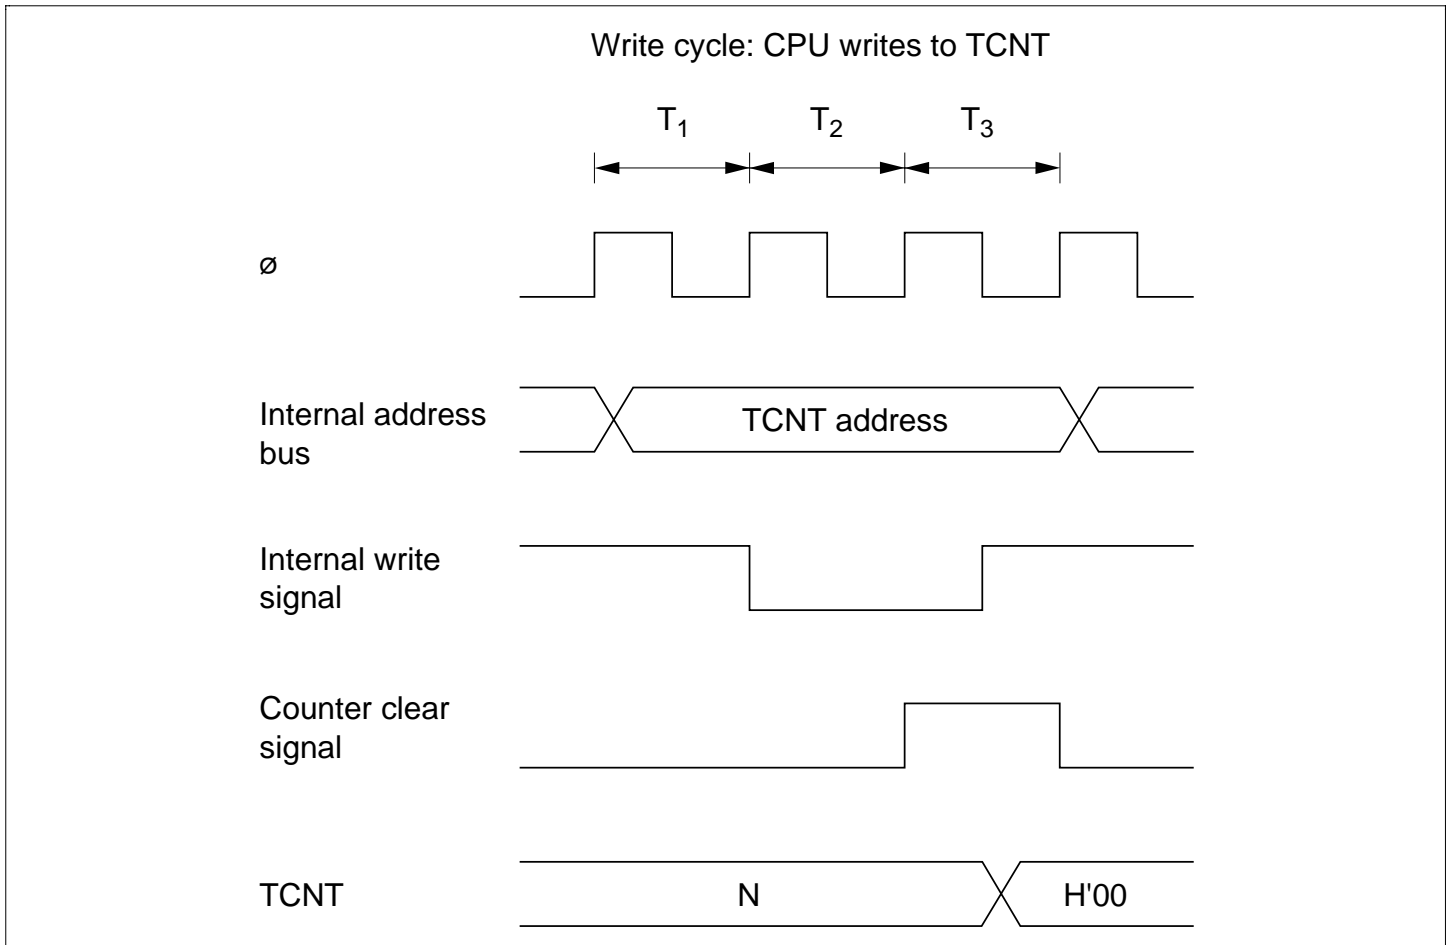 Write cycle: CPU writes to TCNT
T₁ T₂ T₃
ø
Internal address
bus
TCNT address
Internal write
signal
Counter clear
signal
TCNT
N
H'00